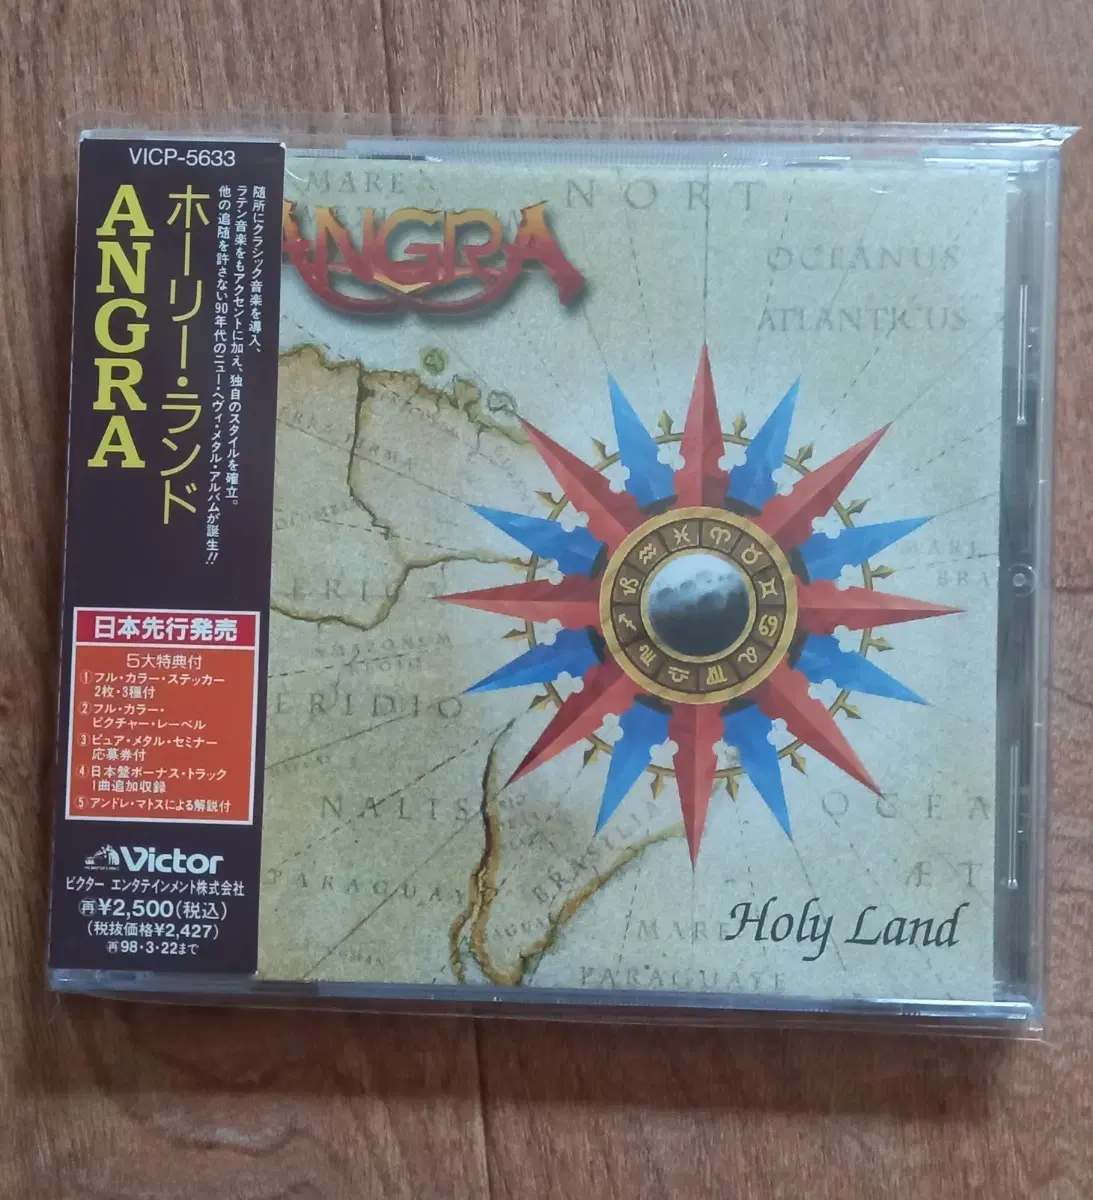 VICP-5633
ANGRA
ホーリー・ランド
随所にクラシック音楽を導入、
ラテン音楽をもアクセントに加え、独自のスタイルを確立。
他の追随を許さない90年代のニュー・ヘヴィ・メタル・アルバムが誕生!!
日本先行発売
5大特典付
①フル・カラー・ステッカー
2枚・3種付
②フル・カラー・
ピクチャー・レーベル
③ピュア・メタル・セミナー
応募券付
④日本盤ボーナス・トラック
1曲追加収録
⑤アンドレ・マトスによる解説付
Victor
ビクター エンタテインメント株式会社
再¥2,500(税込)
(税抜価格¥2,427)
再98・3・22まで
MARE
NORT
ANGRA
OCEANUS
ATLANTICUS
MARE
BRA
AMAZONEM
ERIDIO
NALIS
OCEA
BRASILIA
PARAGUAY
ÆT
MARE
Holy Land
PARAGUAYE